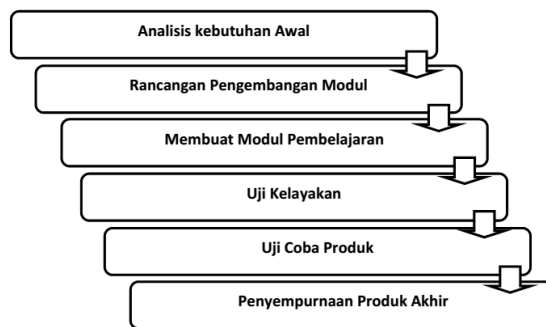 Analisis kebutuhan Awal
Rancangan Pengembangan Modul
Membuat Modul Pembelajaran
Uji Kelayakan
Uji Coba Produk
Penyempurnaan Produk Akhir